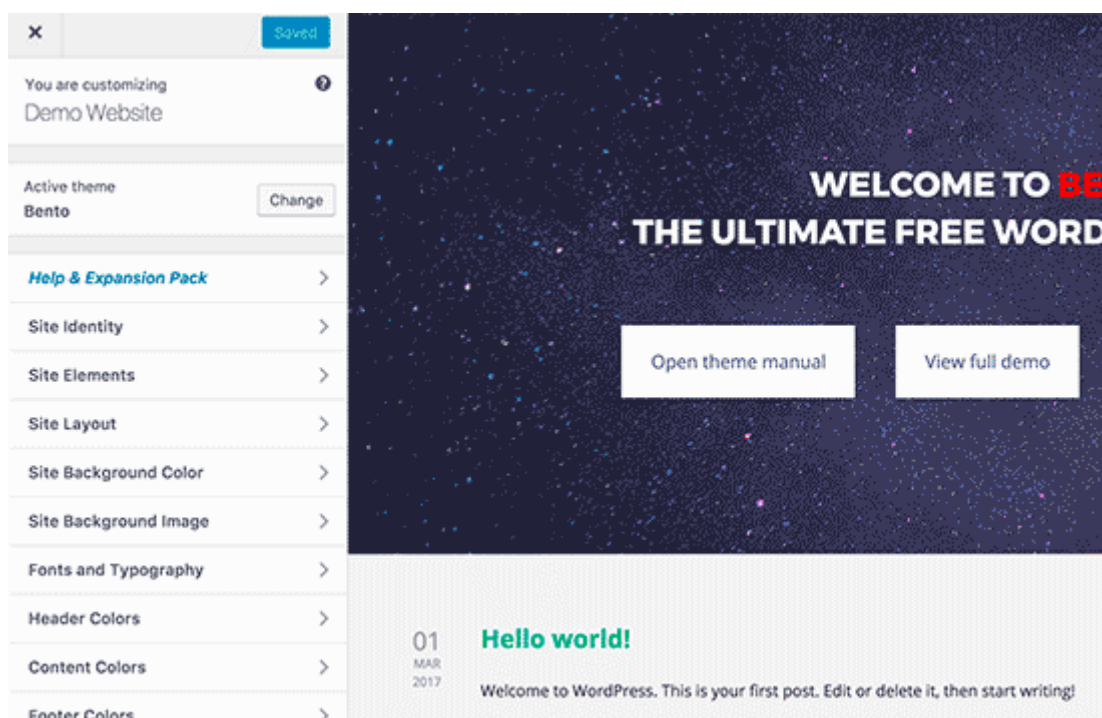 Saved
You are customizing
Demo Website
Active theme
Bento
Change
Help & Expansion Pack
Site Identity
Site Elements
Site Layout
Site Background Color
Site Background Image
Fonts and Typography
Header Colors
Content Colors
Footer Colors
WELCOME TO BE
THE ULTIMATE FREE WORD
Open theme manual
View full demo
01
MAR
2017
Hello world!
Welcome to WordPress. This is your first post. Edit or delete it, then start writing!